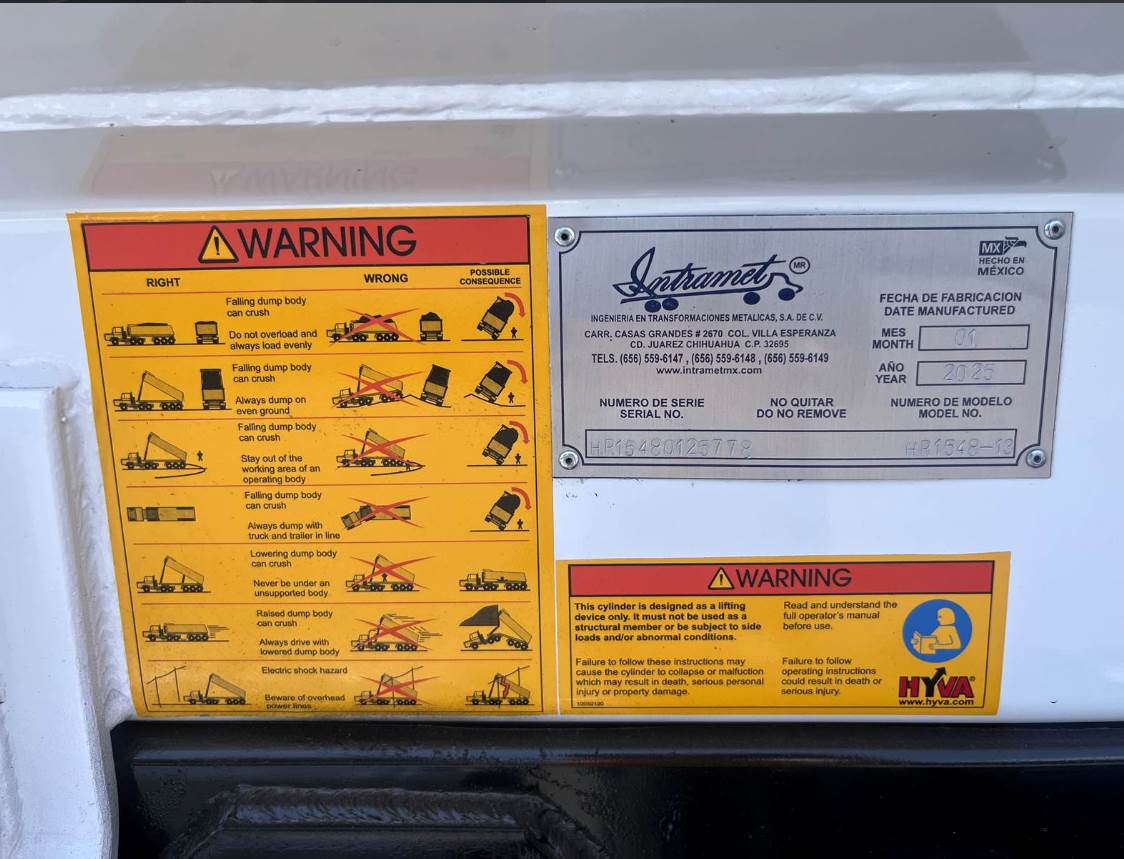 WARNING
RIGHT
WRONG
POSSIBLE
CONSEQUENCE
Falling dump body
can crush
Do not overload and
always load evenly
Falling dump body
can crush
Always dump on
even ground
Falling dump body
can crush
Stay out of the
working area of an
operating body
Falling dump body
can crush
Always dump with
truck and trailer in line
Lowering dump body
can crush
Never be under an
unsupported body
Raised dump body
can crush
Always drive with
lowered dump body
Electric shock hazard
Beware of overhead
power lines
Intramet MR
INGENIERIA EN TRANSFORMACIONES METALICAS, S.A. DE C.V.
CARR. CASAS GRANDES # 2670 COL. VILLA ESPERANZA
CD. JUAREZ CHIHUAHUA C.P. 32695
TELS. (656) 559-6147 , (656) 559-6148 , (656) 559-6149
www.intrametmx.com
MX
HECHO EN
MÉXICO
FECHA DE FABRICACION
DATE MANUFACTURED
MES
MONTH
01
AÑO
YEAR
2025
NUMERO DE SERIE
SERIAL NO.
NO QUITAR
DO NO REMOVE
NUMERO DE MODELO
MODEL NO.
HR15480125778
HR1548-13
WARNING
This cylinder is designed as a lifting
device only. It must not be used as a
structural member or be subject to side
loads and/or abnormal conditions.
Failure to follow these instructions may
cause the cylinder to collapse or malfuction
which may result in death, serious personal
injury or property damage.
Read and understand the
full operator's manual
before use.
Failure to follow
operating instructions
could result in death or
serious injury.
HYVA®
www.hyva.com